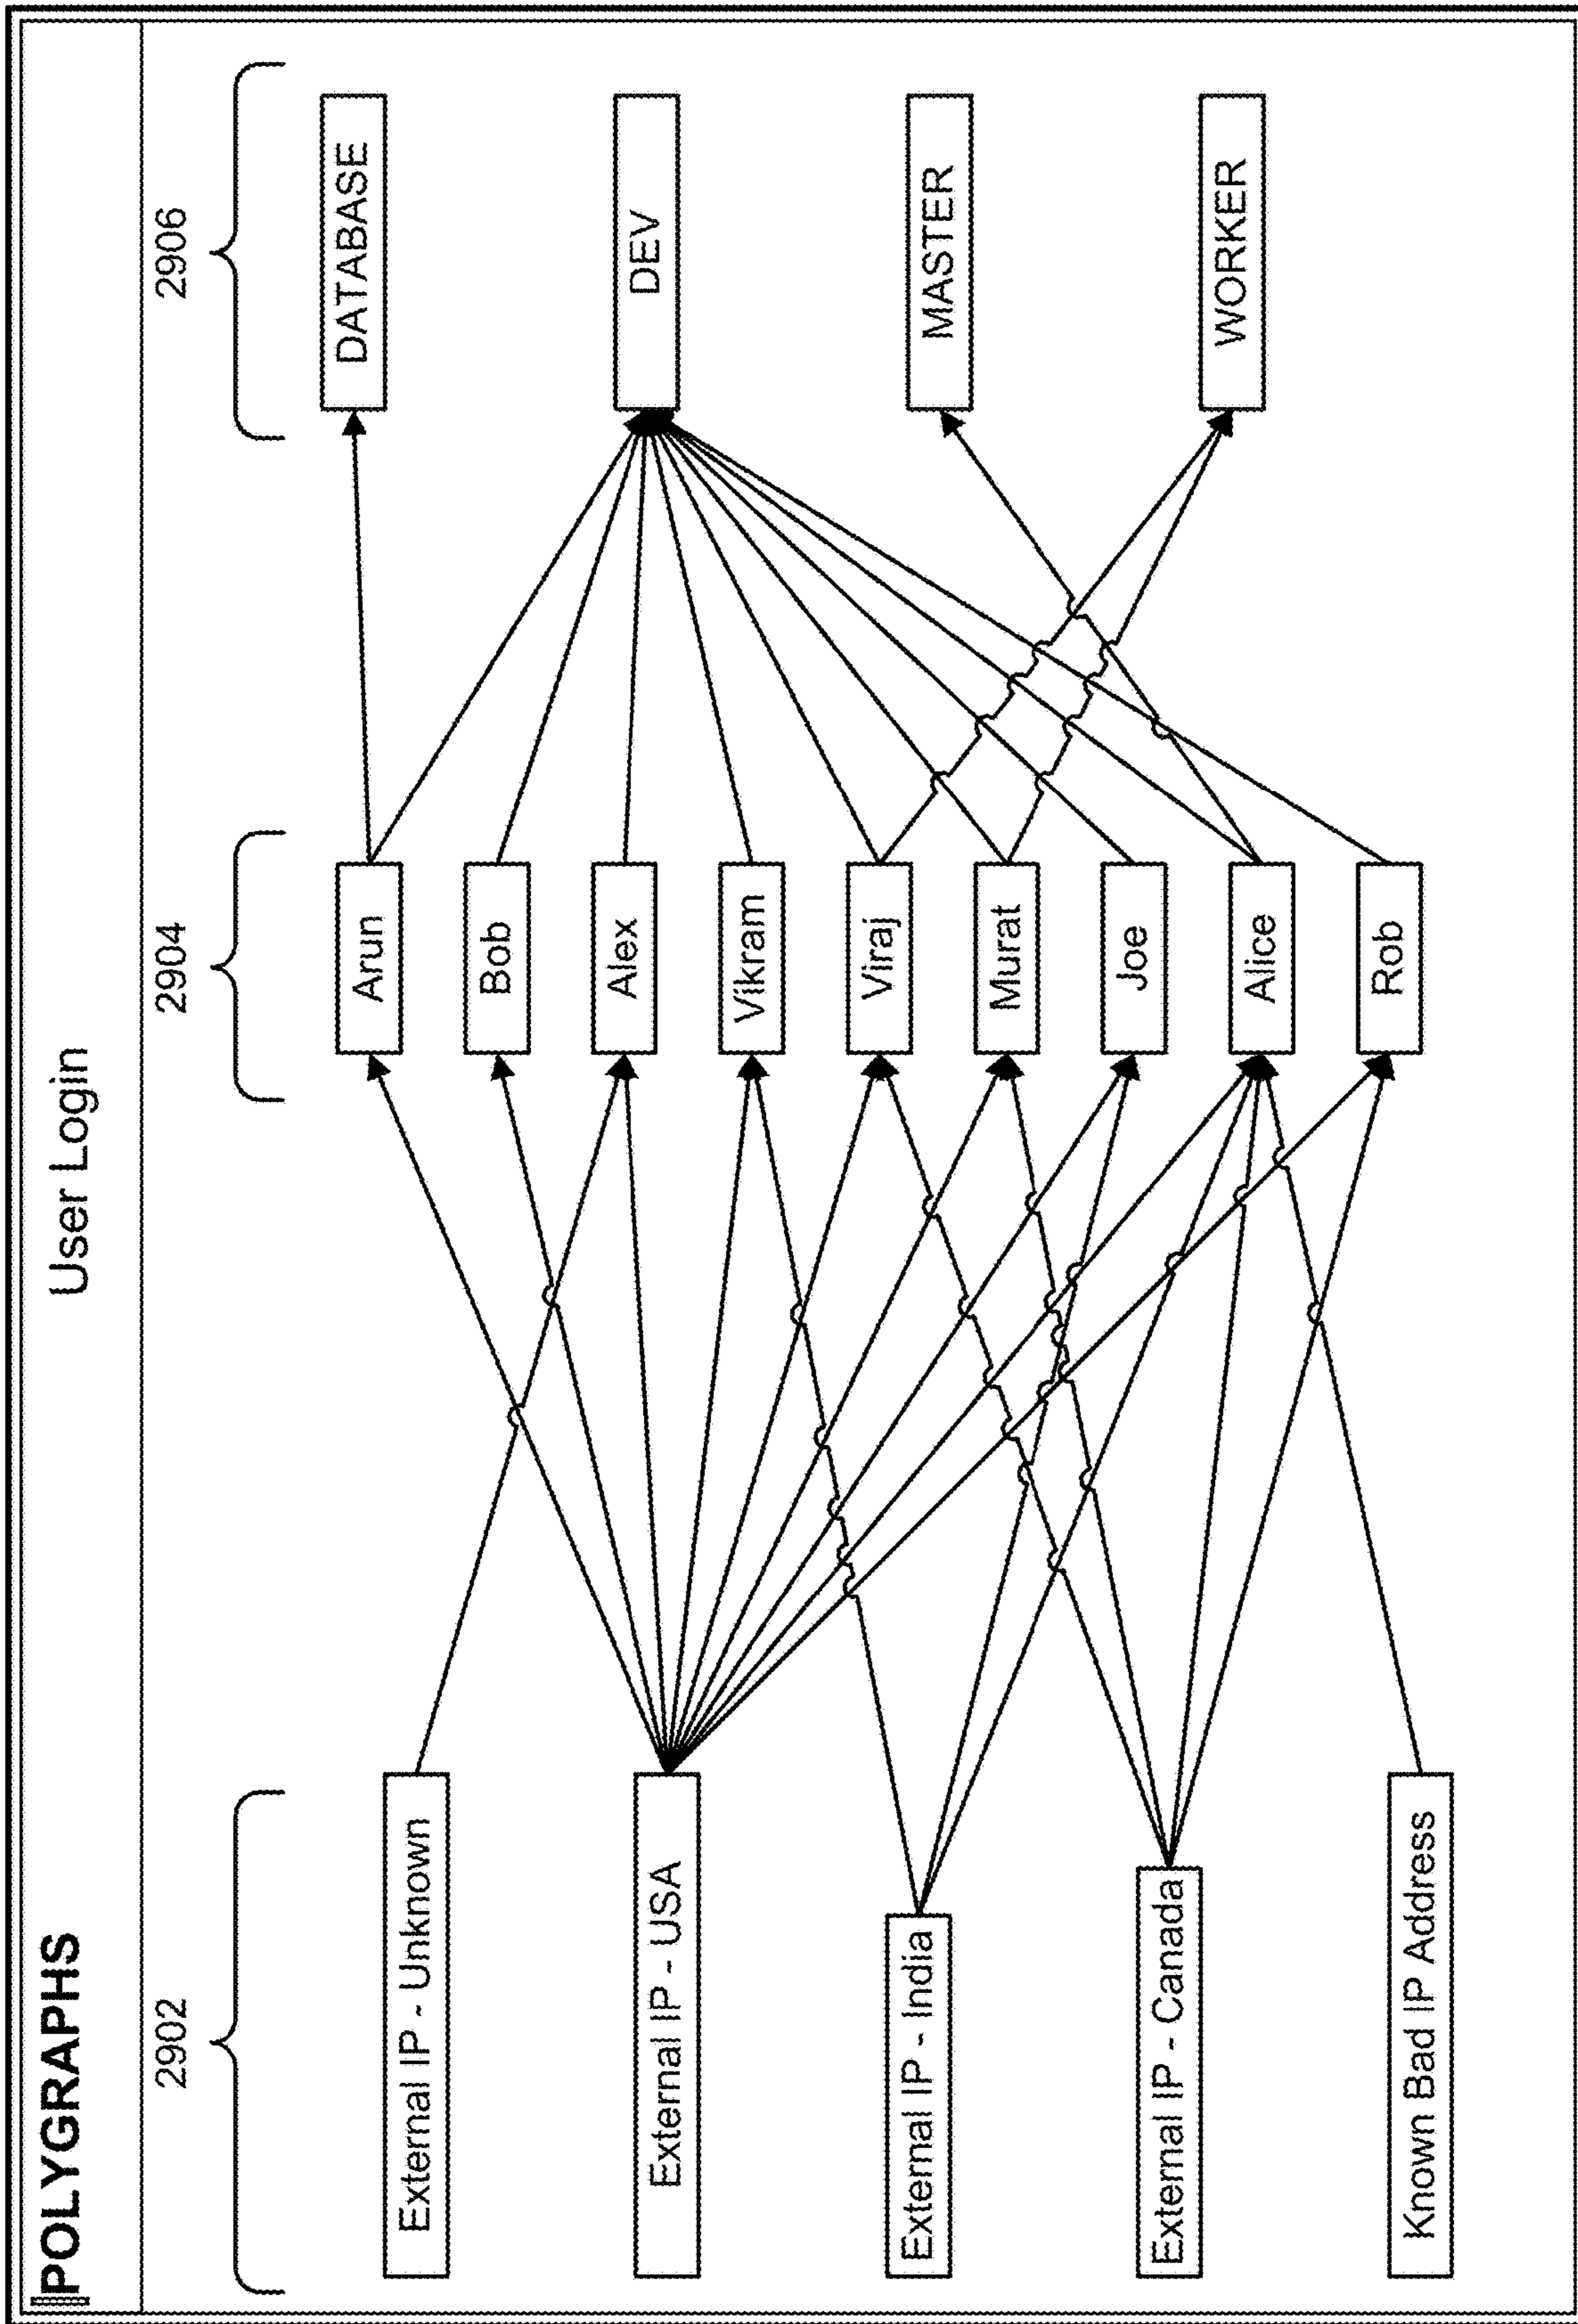 POLYGRAPHS
User Login
2902
2904
2906
External IP - Unknown
External IP - USA
External IP - India
External IP - Canada
Known Bad IP Address
Arun
Bob
Alex
Vikram
Viraj
Murat
Joe
Alice
Rob
DATABASE
DEV
MASTER
WORKER